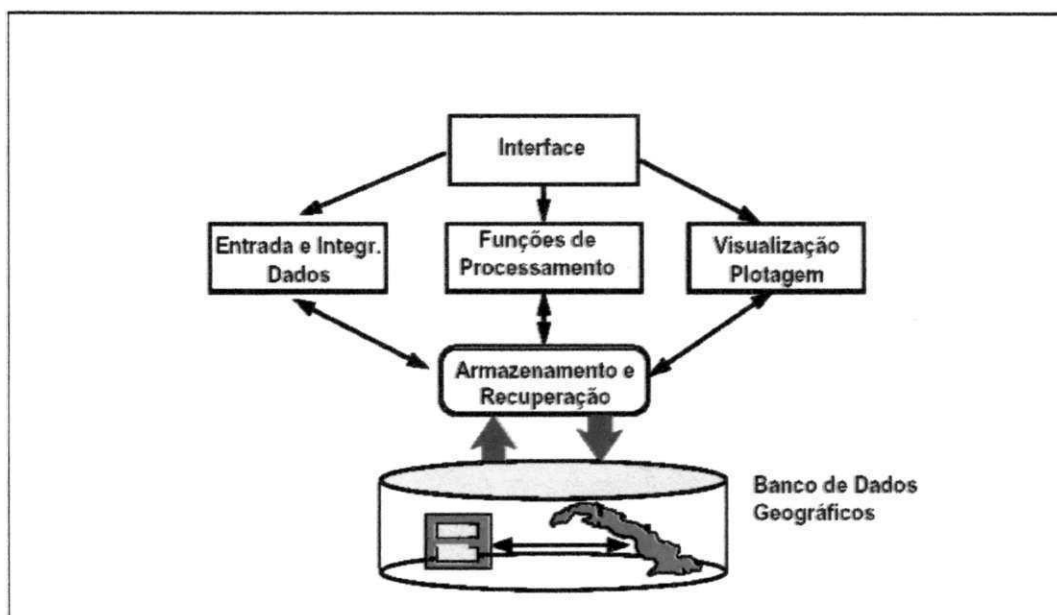 Interface
Entrada e Integr.
Dados
Funções de
Processamento
Visualização
Plotagem
Armazenamento e
Recuperação
Banco de Dados
Geográficos